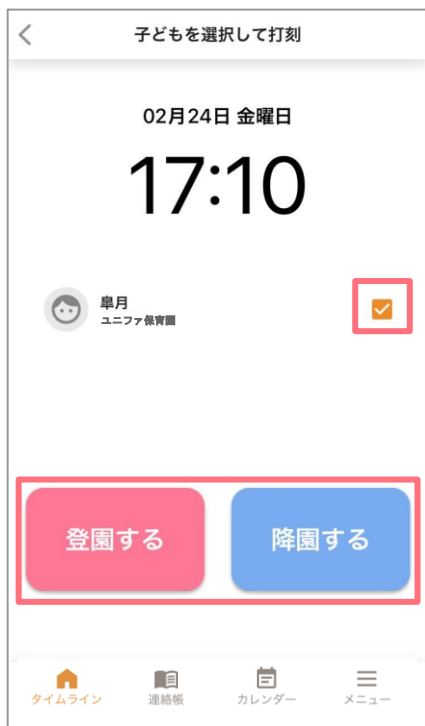 子どもを選択して打刻
02月24日 金曜日
17:10
皐月
ユニファ保育園
登園する
降園する
タイムライン
連絡帳
カレンダー
メニュー